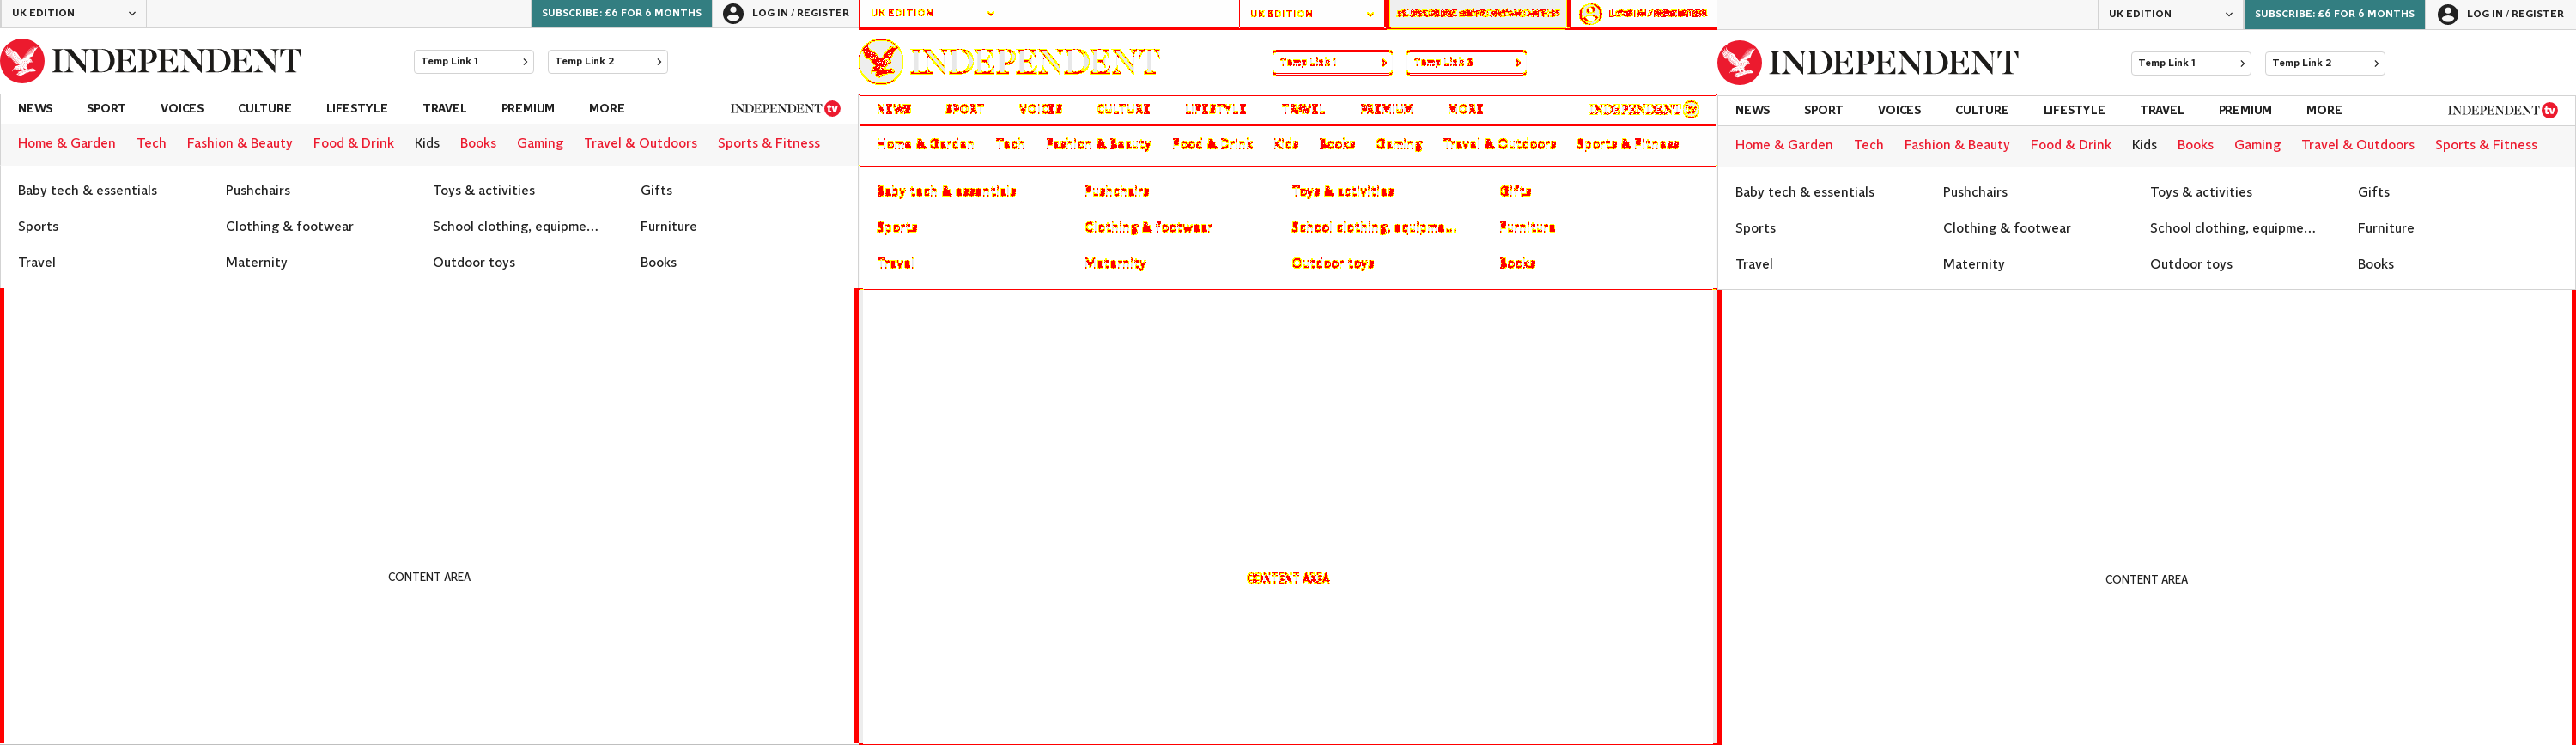 UK EDITION SUBSCRIBE: £6 FOR 6 MONTHS LOG IN / REGISTER
INDEPENDENT Temp Link 1 Temp Link 2
NEWS SPORT VOICES CULTURE LIFESTYLE TRAVEL PREMIUM MORE INDEPENDENT tv
Home & Garden Tech Fashion & Beauty Food & Drink Kids Books Gaming Travel & Outdoors Sports & Fitness
Baby tech & essentials Pushchairs Toys & activities Gifts
Sports Clothing & footwear School clothing, equipme... Furniture
Travel Maternity Outdoor toys Books
CONTENT AREA
UK EDITION UK EDITION SUBSCRIBE: £6 FOR 6 MONTHS LOG IN / REGISTER
INDEPENDENT Temp Link 1 Temp Link 2
NEWS SPORT VOICES CULTURE LIFESTYLE TRAVEL PREMIUM MORE INDEPENDENT
Home & Garden Tech Fashion & Beauty Food & Drink Kids Books Gaming Travel & Outdoors Sports & Fitness
Baby tech & essentials Pushchairs Toys & activities Gifts
Sports Clothing & footwear School clothing, equipme... Furniture
Travel Maternity Outdoor toys Books
CONTENT AREA
UK EDITION SUBSCRIBE: £6 FOR 6 MONTHS LOG IN / REGISTER
INDEPENDENT Temp Link 1 Temp Link 2
NEWS SPORT VOICES CULTURE LIFESTYLE TRAVEL PREMIUM MORE INDEPENDENT tv
Home & Garden Tech Fashion & Beauty Food & Drink Kids Books Gaming Travel & Outdoors Sports & Fitness
Baby tech & essentials Pushchairs Toys & activities Gifts
Sports Clothing & footwear School clothing, equipme... Furniture
Travel Maternity Outdoor toys Books
CONTENT AREA